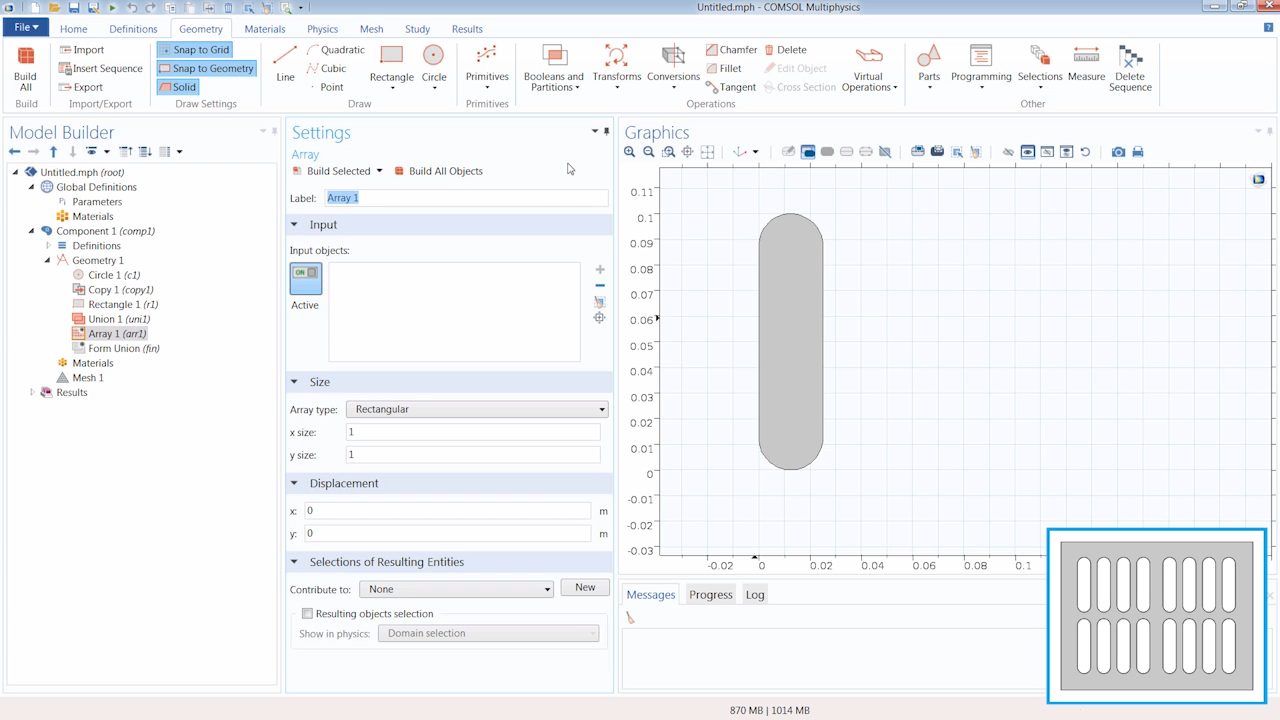 Untitled.mph - COMSOL Multiphysics
File Home Definitions Geometry Materials Physics Mesh Study Results
Build All
Build
Import
Insert Sequence
Export
Import/Export
Snap to Grid
Snap to Geometry
Solid
Draw Settings
Line
Quadratic
Cubic
Point
Rectangle
Circle
Draw
Primitives
Primitives
Booleans and Partitions
Transforms
Conversions
Chamfer
Fillet
Tangent
Delete
Edit Object
Cross Section
Virtual Operations
Operations
Parts
Programming
Selections
Measure
Delete Sequence
Other
Model Builder
Untitled.mph (root)
Global Definitions
Pi Parameters
Materials
Component 1 (comp1)
Definitions
Geometry 1
Circle 1 (c1)
Copy 1 (copy1)
Rectangle 1 (r1)
Union 1 (uni1)
Array 1 (arr1)
Form Union (fin)
Materials
Mesh 1
Results
Settings
Array
Build Selected
Build All Objects
Label: Array 1
Input
Input objects:
ON
Active
Size
Array type: Rectangular
x size: 1
y size: 1
Displacement
x: 0 m
y: 0 m
Selections of Resulting Entities
Contribute to: None New
Resulting objects selection
Show in physics: Domain selection
Graphics
0.11
0.1
0.09
0.08
0.07
0.06
0.05
0.04
0.03
0.02
0.01
0
-0.01
-0.02
-0.03
-0.02 0 0.02 0.04 0.06 0.08 0.1
Messages Progress Log
870 MB | 1014 MB